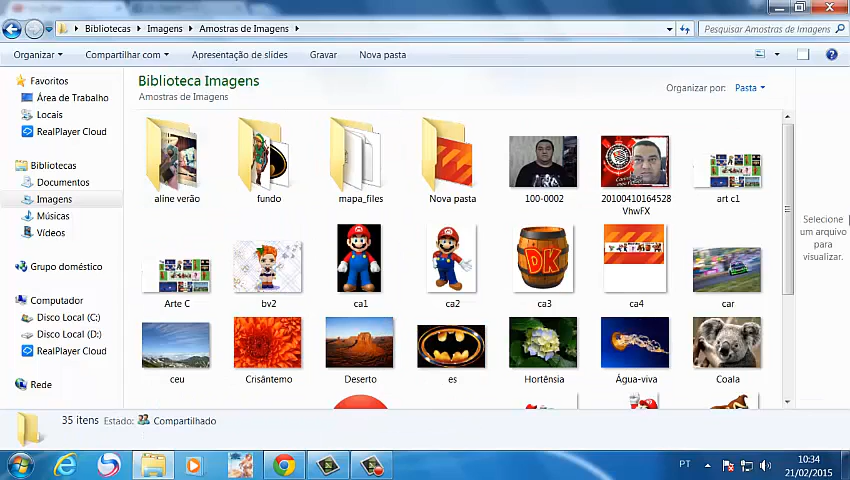 Bibliotecas Imagens Amostras de Imagens
Pesquisar Amostras de Imagens
Organizar Compartilhar com Apresentação de slides Gravar Nova pasta
Favoritos
Área de Trabalho
Locais
RealPlayer Cloud
Bibliotecas
Documentos
Imagens
Músicas
Vídeos
Grupo doméstico
Computador
Disco Local (C:)
Disco Local (D:)
RealPlayer Cloud
Rede
Biblioteca Imagens
Amostras de Imagens
Organizar por: Pasta
aline verão fundo mapa_files Nova pasta 100-0002 20100410164528 art c1
VhwFX
Arte C bv2 ca1 ca2 ca3 ca4 car
DK
ceu Crisântemo Deserto es Hortênsia Água-viva Coala
Selecione
um arquivo
para
visualizar.
35 itens Estado: Compartilhado
PT
10:34
21/02/2015